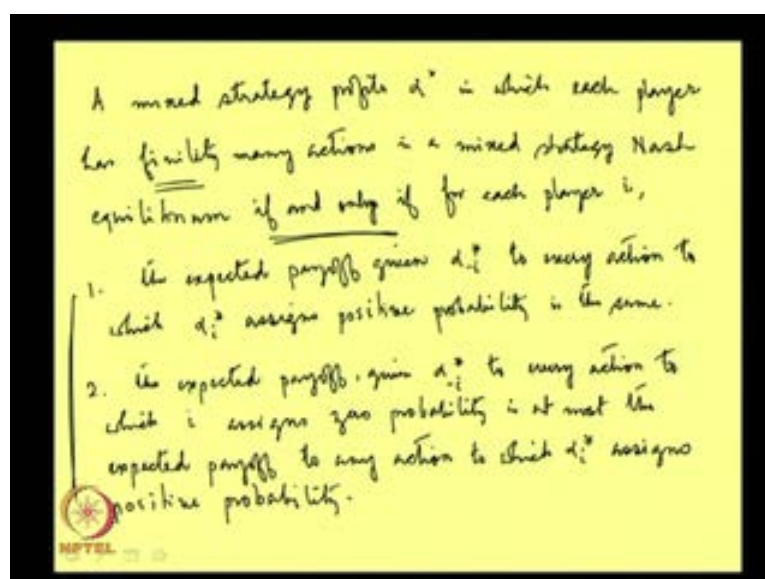 A mixed strategy profile α* in which each player
has finitely many actions is a mixed strategy Nash
equilibrium if and only if for each player i,
1. The expected payoff given α₋ᵢ* to every action to
which αᵢ* assigns positive probability is the same.
2. The expected payoff, given α₋ᵢ* to every action to
which i assigns zero probability is at most the
expected payoff to any action to which αᵢ* assigns
positive probability.
NPTEL